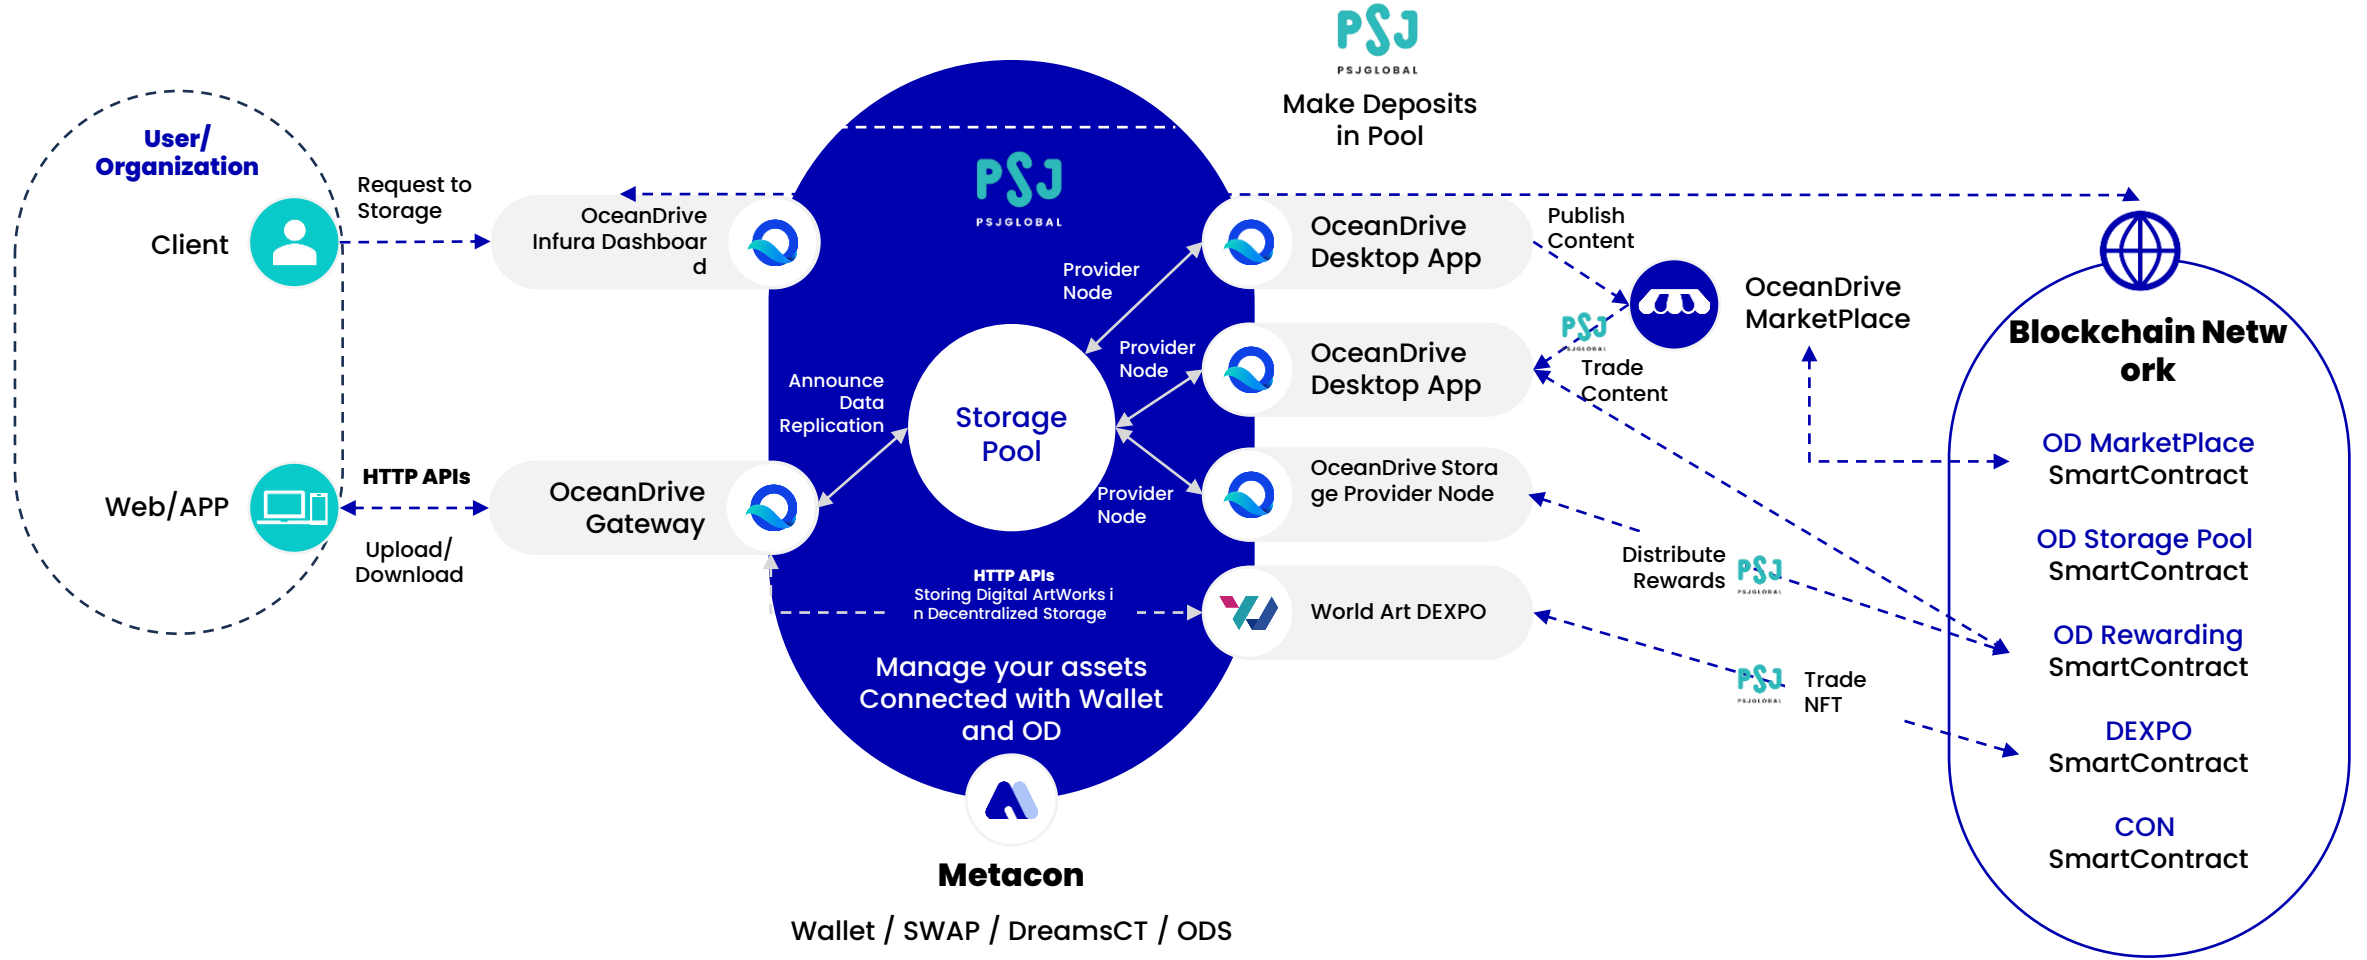 PSJ
PSJGLOBAL
Make Deposits
in Pool
User/
Organization
Client
Web/APP
Request to
Storage
HTTP APIs
Upload/
Download
OceanDrive
Infura Dashboar
d
OceanDrive
Gateway
PSJ
PSJGLOBAL
Announce
Data
Replication
Storage
Pool
Provider
Node
Provider
Node
Provider
Node
HTTP APIs
Storing Digital ArtWorks i
n Decentralized Storage
Manage your assets
Connected with Wallet
and OD
Metacon
Wallet / SWAP / DreamsCT / ODS
OceanDrive
Desktop App
OceanDrive
Desktop App
OceanDrive Stora
ge Provider Node
World Art DEXPO
Publish
Content
PSJ
PSJGLOBAL
Trade
Content
OceanDrive
MarketPlace
Distribute
Rewards
PSJ
PSJGLOBAL
PSJ
PSJGLOBAL
Trade
NFT
Blockchain Netw
ork
OD MarketPlace
SmartContract
OD Storage Pool
SmartContract
OD Rewarding
SmartContract
DEXPO
SmartContract
CON
SmartContract